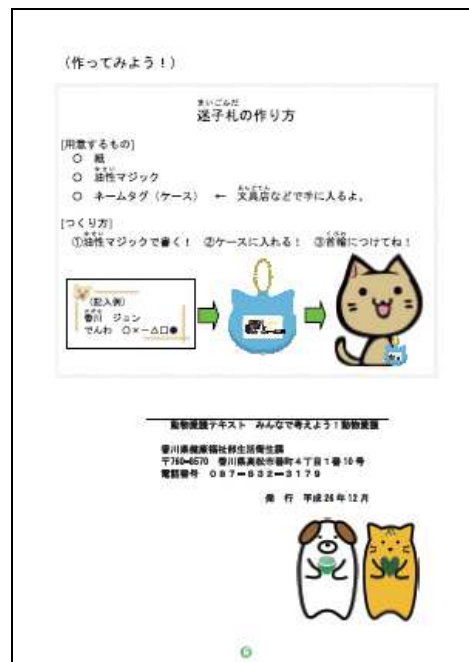 (作ってみよう!)
まいごふだ
迷子札の作り方
[用意するもの]
○ 紙
ゆせい
○ 油性マジック
ぶんぐてん
○ ネームタグ(ケース) ← 文具店などで手に入るよ。
[つくり方]
ゆせい くびわ
①油性マジックで書く! ②ケースに入れる! ③首輪につけてね!
(記入例)
香川 ジュン
でんわ ○×-△□●
動物愛護テキスト みんなで考えよう!動物愛護
香川県健康福祉部生活衛生課
〒760-8570 香川県高松市番町4丁目1番10号
電話番号 087-832-3179
発 行 平成26年12月